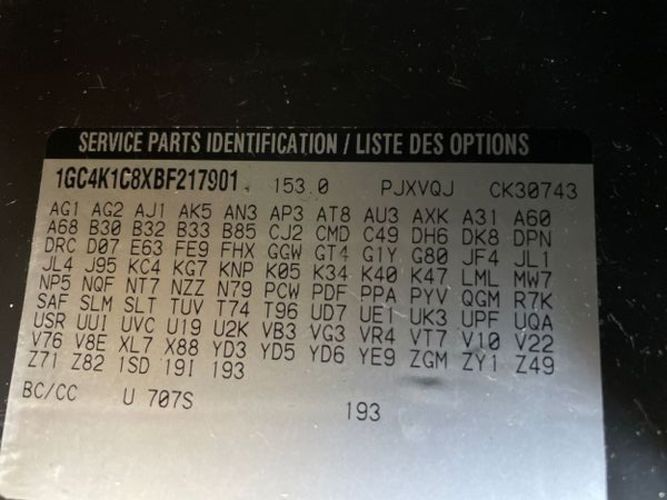 SERVICE PARTS IDENTIFICATION / LISTE DES OPTIONS
1GC4K1C8XBF217901 153.0 PJXVQJ CK30743
AG1 AG2 AJ1 AK5 AN3 AP3 AT8 AU3 AXK A31 A60
A68 B30 B32 B33 B85 CJ2 CMD C49 DH6 DK8 DPN
DRC D07 E63 FE9 FHX GGW GT4 G1Y G80 JF4 JL1
JL4 J95 KC4 KG7 KNP K05 K34 K40 K47 LML MW7
NP5 NQF NT7 NZZ N79 PCW PDF PPA PYV QGM R7K
SAF SLM SLT TUV T74 T96 UD7 UE1 UK3 UPF UQA
USR UUI UVC U19 U2K VB3 VG3 VR4 VT7 V10 V22
V76 V8E XL7 X88 YD3 YD5 YD6 YE9 ZGM ZY1 Z49
Z71 Z82 1SD 19I 193
BC/CC U 707S 193